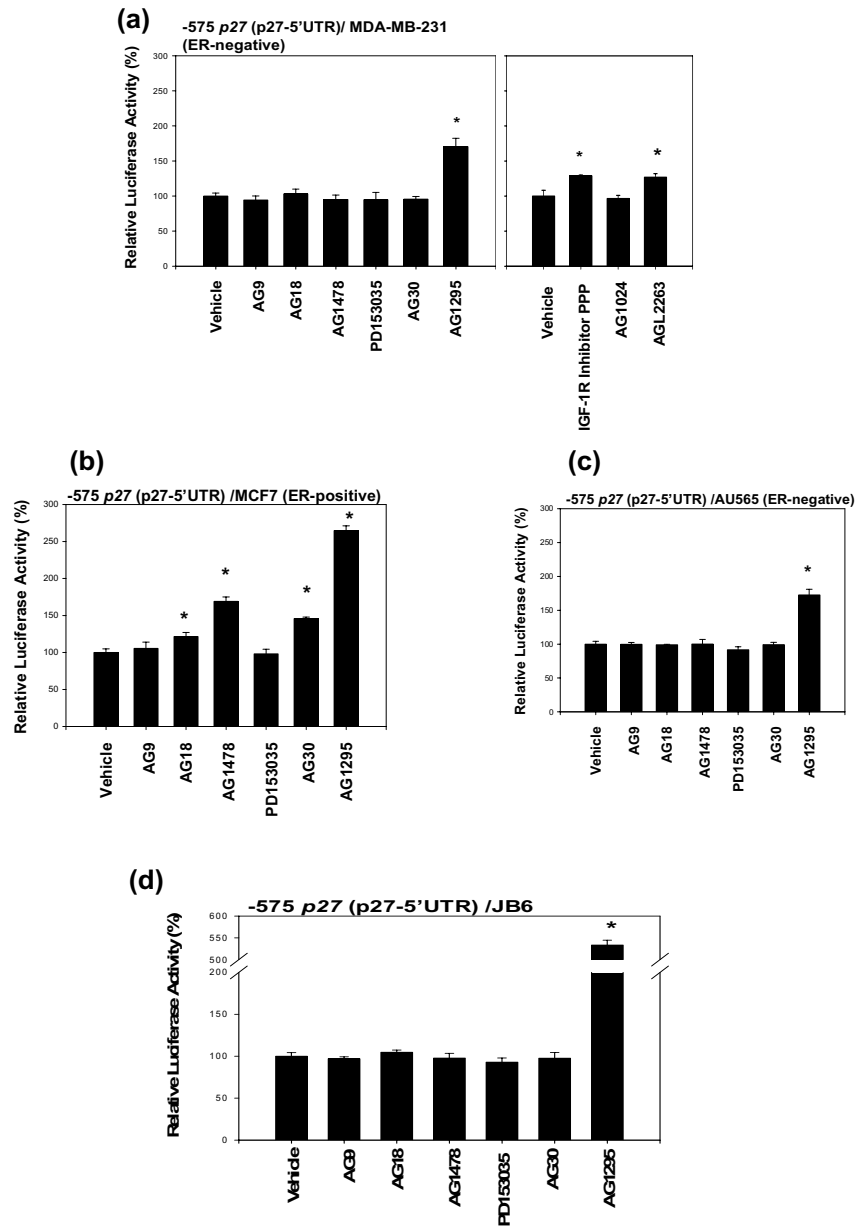 (a)
-575 p27 (p27-5'UTR)/ MDA-MB-231
(ER-negative)
Relative Luciferase Activity (%)
300
250
200
150
100
50
0
*
* *
Vehicle
AG9
AG18
AG1478
PD153035
AG30
AG1295
Vehicle
IGF-1R Inhibitor PPP
AG1024
AGL2263
(b)
-575 p27 (p27-5'UTR) /MCF7 (ER-positive)
Relative Luciferase Activity (%)
300
250
200
150
100
50
0
* * * *
Vehicle
AG9
AG18
AG1478
PD153035
AG30
AG1295
(c)
-575 p27 (p27-5'UTR) /AU565 (ER-negative)
Relative Luciferase Activity (%)
300
250
200
150
100
50
0
*
Vehicle
AG9
AG18
AG1478
PD153035
AG30
AG1295
(d)
-575 p27 (p27-5'UTR) /JB6
Relative Luciferase Activity (%)
600
550
500
200
150
100
50
0
*
Vehicle
AG9
AG18
AG1478
PD153035
AG30
AG1295